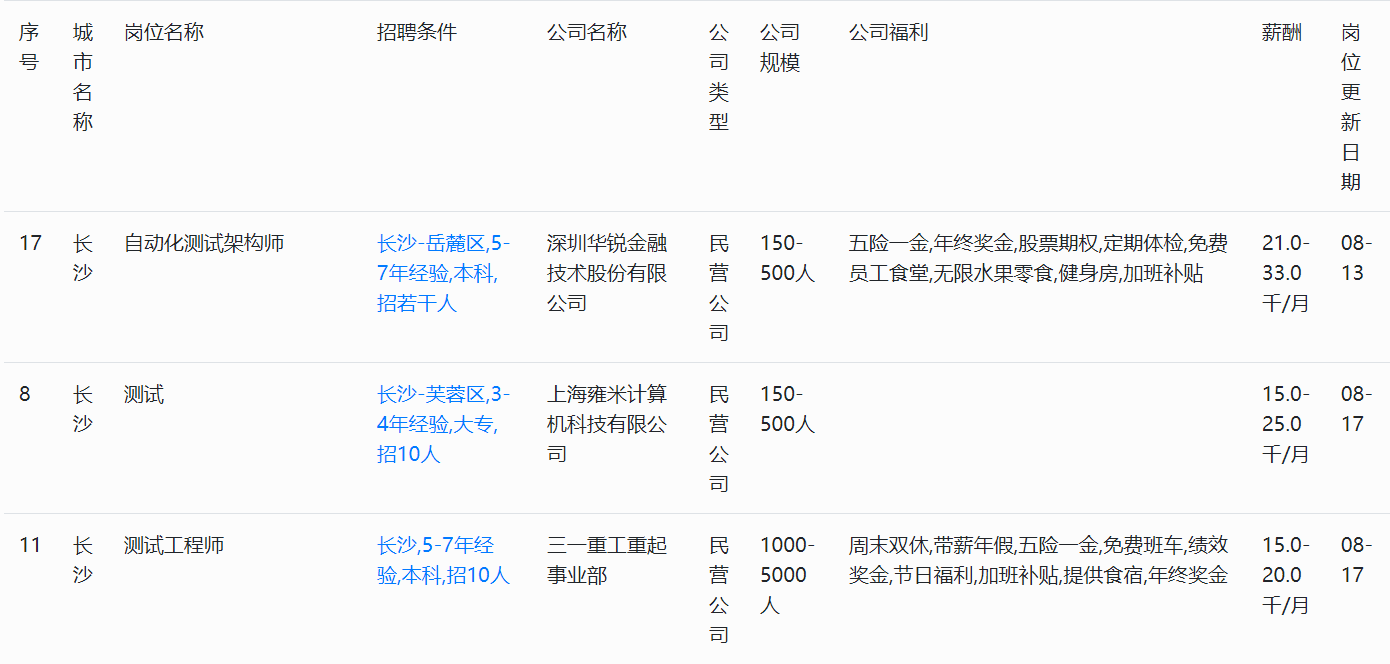 序号
城市名称
岗位名称
招聘条件
公司名称
公司类型
公司规模
公司福利
薪酬
岗位更新日期
17
长沙
自动化测试架构师
长沙-岳麓区,5-
7年经验,本科,
招若干人
深圳华锐金融
技术股份有限
公司
民营公司
150-
500人
五险一金,年终奖金,股票期权,定期体检,免费
员工食堂,无限水果零食,健身房,加班补贴
21.0-
33.0
千/月
08-
13
8
长沙
测试
长沙-芙蓉区,3-
4年经验,大专,
招10人
上海雍米计算
机科技有限公
司
民营公司
150-
500人
15.0-
25.0
千/月
08-
17
11
长沙
测试工程师
长沙,5-7年经
验,本科,招10人
三一重工重起
事业部
民营公司
1000-
5000
人
周末双休,带薪年假,五险一金,免费班车,绩效
奖金,节日福利,加班补贴,提供食宿,年终奖金
15.0-
20.0
千/月
08-
17